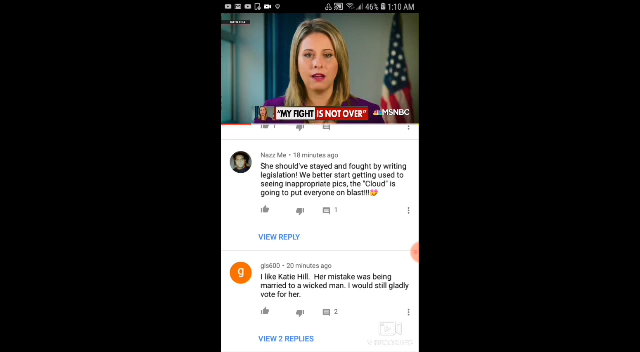 46% 1:10 AM
"MY FIGHT IS NOT OVER" MSNBC
Nazz Me • 18 minutes ago
She should've stayed and fought by writing
legislation! We better start getting used to
seeing inappropriate pics, the "Cloud" is
going to put everyone on blast!!!😍
1
VIEW REPLY
g
gls600 • 20 minutes ago
I like Katie Hill. Her mistake was being
married to a wicked man. I would still gladly
vote for her.
2
VIEW 2 REPLIES